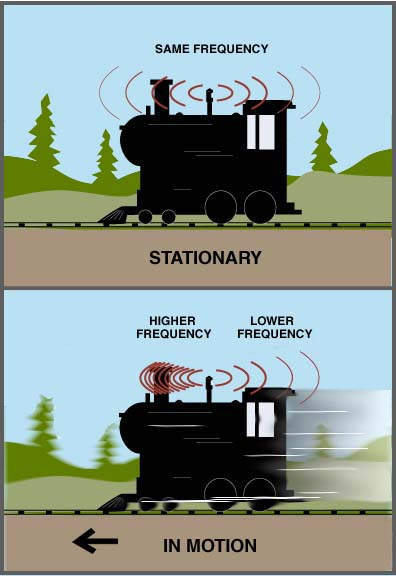 SAME FREQUENCY
STATIONARY
HIGHER
FREQUENCY
LOWER
FREQUENCY
IN MOTION